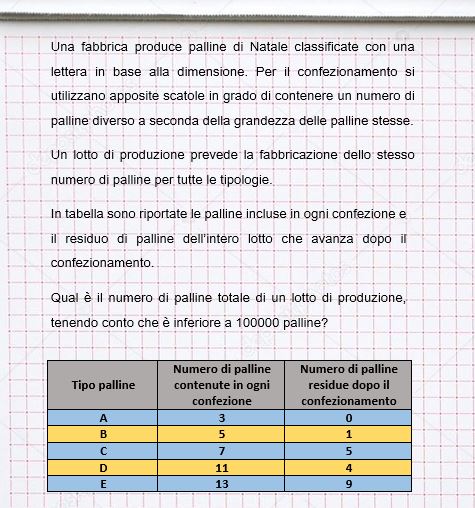 Una fabbrica produce palline di Natale classificate con una
lettera in base alla dimensione. Per il confezionamento si
utilizzano apposite scatole in grado di contenere un numero di
palline diverso a seconda della grandezza delle palline stesse.
Un lotto di produzione prevede la fabbricazione dello stesso
numero di palline per tutte le tipologie.
In tabella sono riportate le palline incluse in ogni confezione e
il residuo di palline dell'intero lotto che avanza dopo il
confezionamento.
Qual è il numero di palline totale di un lotto di produzione,
tenendo conto che è inferiore a 100000 palline?
Tipo palline
Numero di palline
contenute in ogni
confezione
Numero di palline
residue dopo il
confezionamento
A 3 0
B 5 1
C 7 5
D 11 4
E 13 9